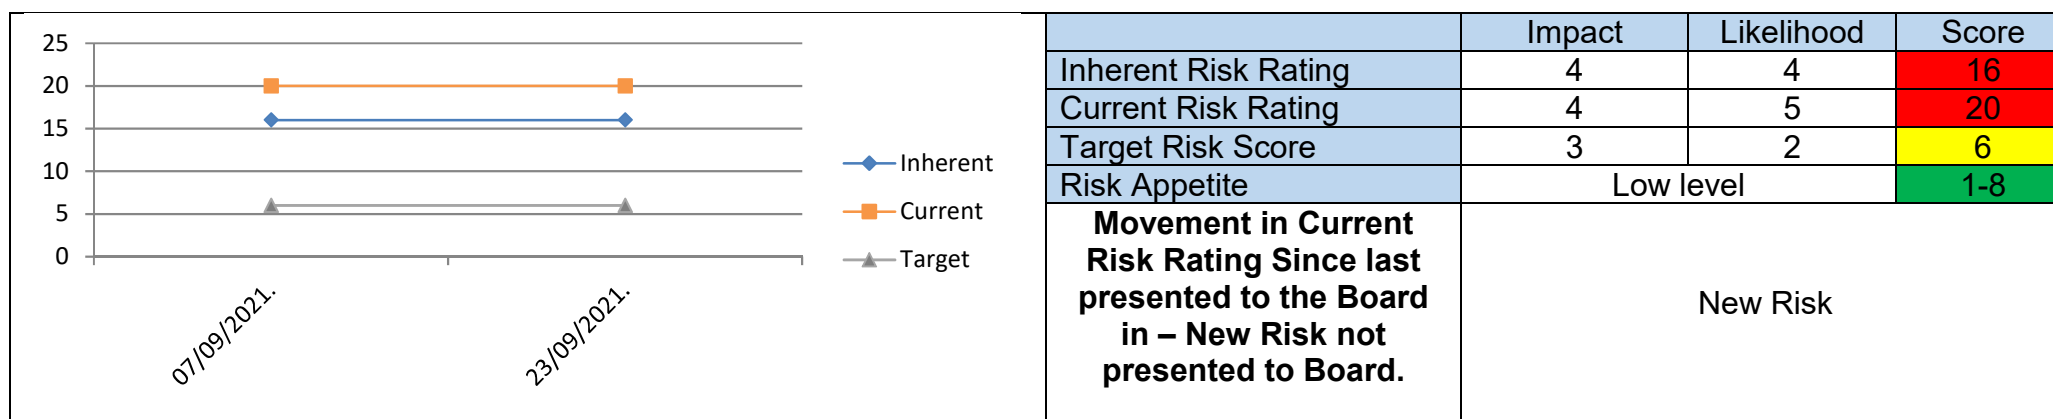 25
20
15
10
5
0
07/09/2021.
23/09/2021.
Inherent
Current
Target
Impact Likelihood Score
Inherent Risk Rating 4 4 16
Current Risk Rating 4 5 20
Target Risk Score 3 2 6
Risk Appetite Low level 1-8
Movement in Current
Risk Rating Since last
presented to the Board
in – New Risk not
presented to Board.
New Risk